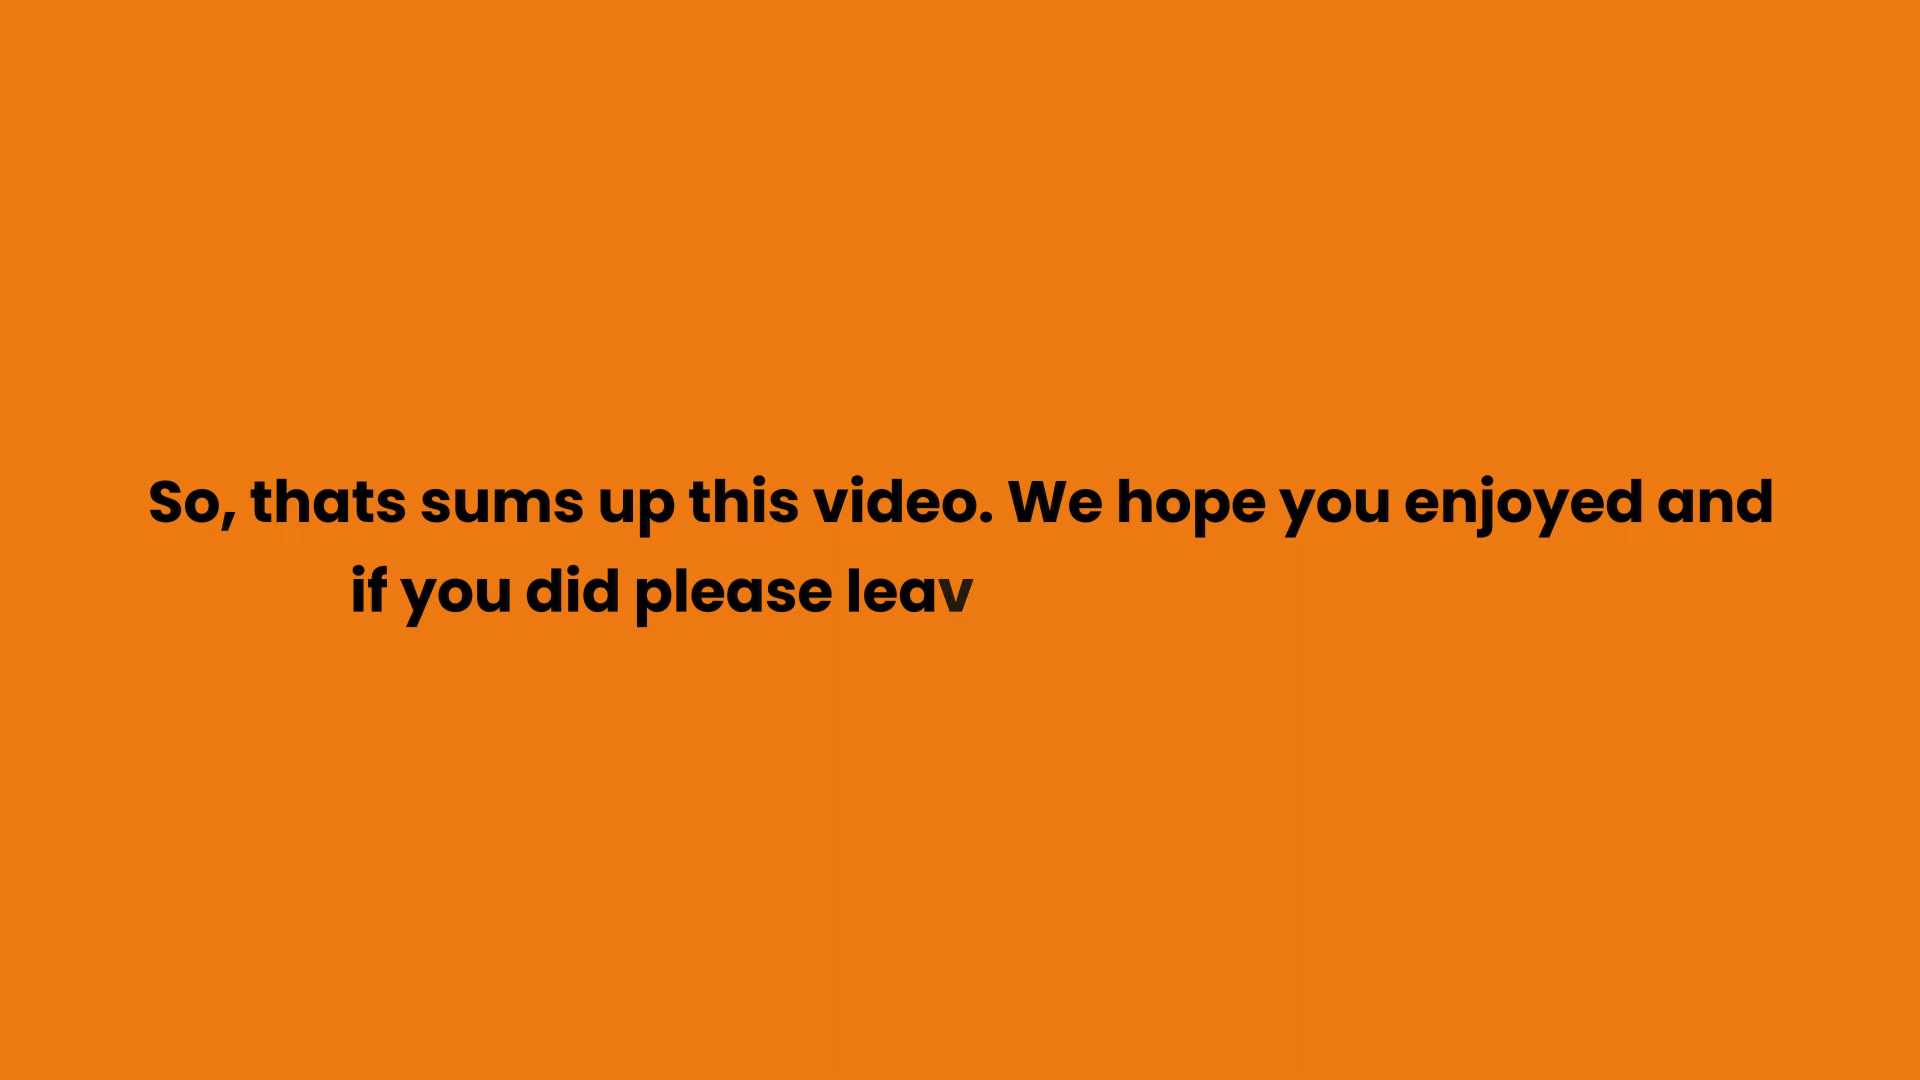 So, thats sums up this video. We hope you enjoyed and
if you did please leav